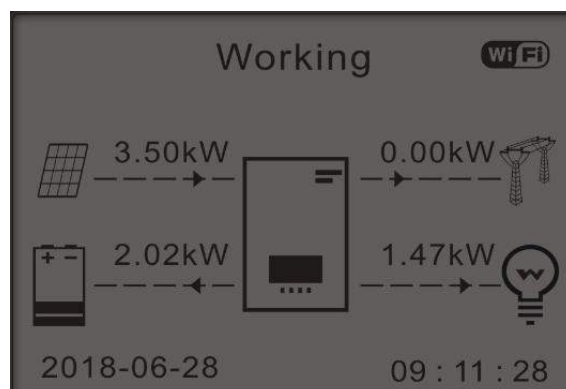 Working
WiFi
3.50kW
0.00kW
2.02kW
1.47kW
2018-06-28
09 : 11 : 28